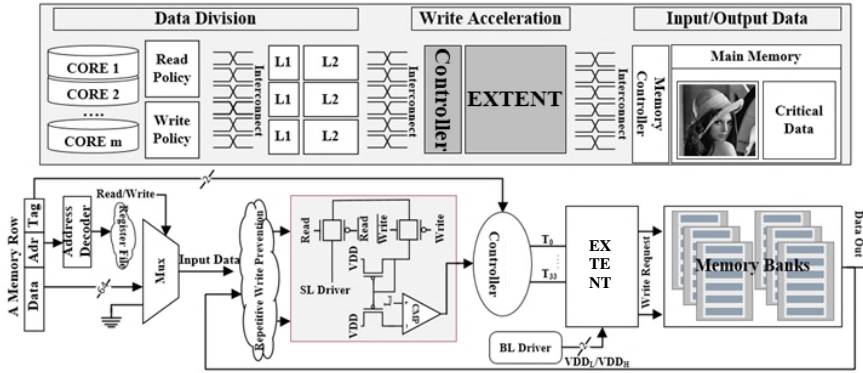 Data Division
Write Acceleration
Input/Output Data
CORE 1
CORE 2
....
CORE m
Read
Policy
Write
Policy
Interconnect
L1
L2
L1
L2
L1
L2
Interconnect
Controller
EXTENT
Interconnect
Memory
Controller
Main Memory
Critical
Data
A Memory Row
Tag
Adr
Data
Address
Decoder
Read/Write
Register File
Mux
64
Input Data
Repetitive Write Prevention
Read
Read
Write
Write
VDD
SL Driver
VDD
CMP
Controller
T0
T33
EX
TE
NT
BL Driver
VDDL/VDDH
Write Request
Memory Banks
Data Out